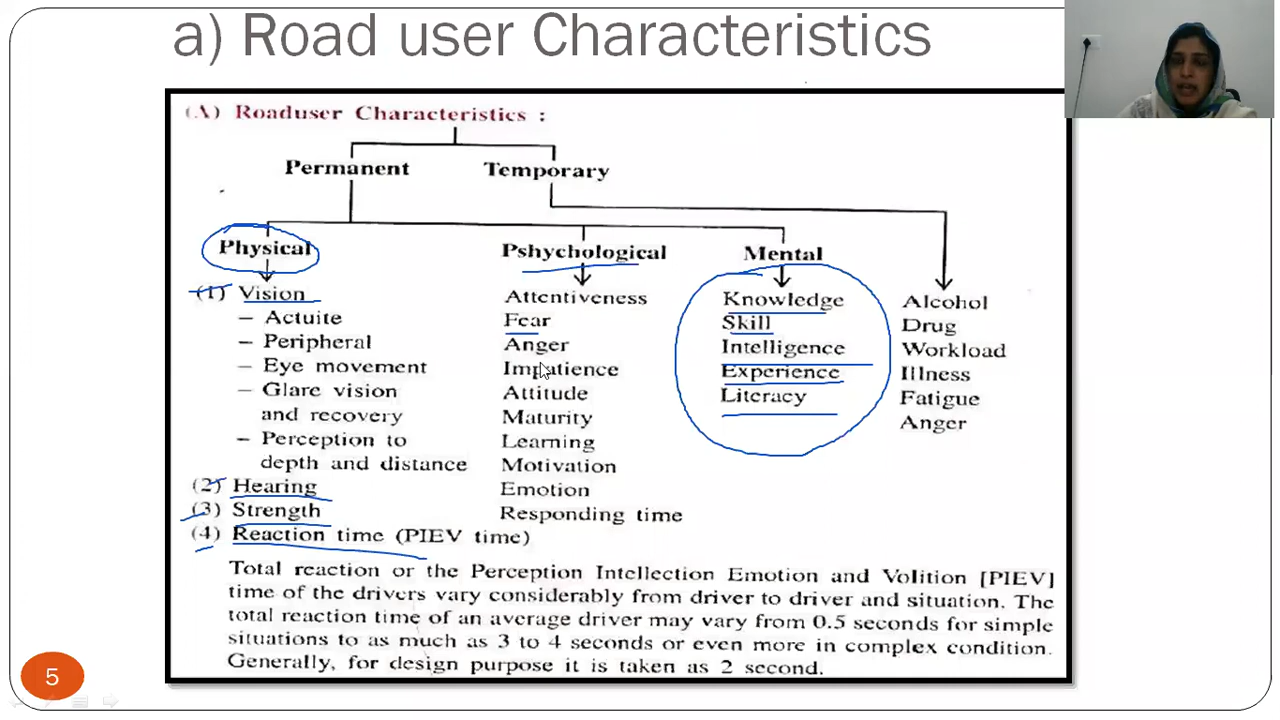 a) Road user Characteristics
(A) Roaduser Characteristics :
Permanent Temporary
Physical Pshychological Mental
(1) Vision Attentiveness Knowledge Alcohol
– Actuite Fear Skill Drug
– Peripheral Anger Intelligence Workload
– Eye movement Impatience Experience Illness
– Glare vision Attitude Literacy Fatigue
and recovery Maturity Anger
– Perception to Learning
depth and distance Motivation
(2) Hearing Emotion
(3) Strength Responding time
(4) Reaction time (PIEV time)
Total reaction or the Perception Intellection Emotion and Volition [PIEV]
time of the drivers vary considerably from driver to driver and situation. The
total reaction time of an average driver may vary from 0.5 seconds for simple
situations to as much as 3 to 4 seconds or even more in complex condition.
Generally, for design purpose it is taken as 2 second.
5